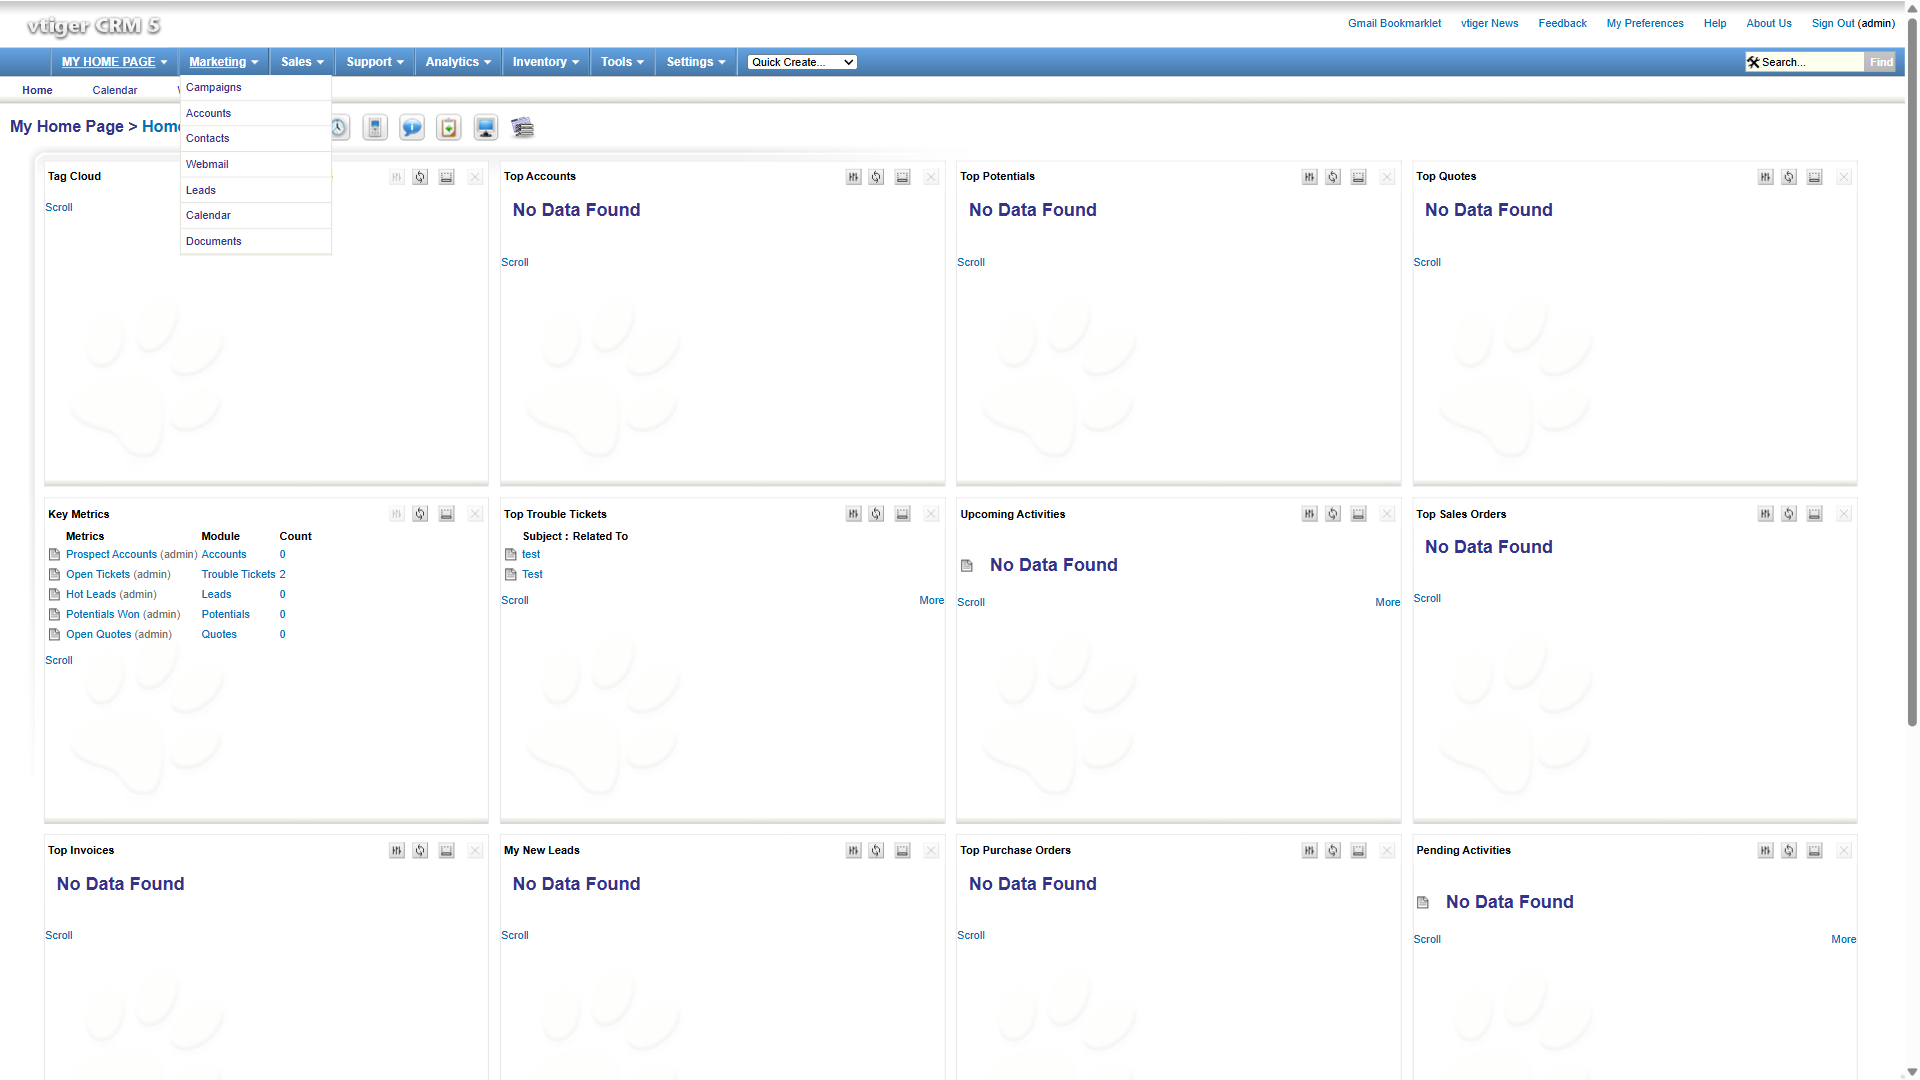 vtiger CRM 5
Gmail Bookmarklet vtiger News Feedback My Preferences Help About Us Sign Out (admin)
MY HOME PAGE Marketing Sales Support Analytics Inventory Tools Settings Quick Create... Search... Find
Home Calendar
Campaigns
Accounts
Contacts
Webmail
Leads
Calendar
Documents
My Home Page > Home
Tag Cloud
Scroll
Top Accounts
No Data Found
Scroll
Top Potentials
No Data Found
Scroll
Top Quotes
No Data Found
Scroll
Key Metrics
Metrics Module Count
Prospect Accounts (admin) Accounts 0
Open Tickets (admin) Trouble Tickets 2
Hot Leads (admin) Leads 0
Potentials Won (admin) Potentials 0
Open Quotes (admin) Quotes 0
Scroll
Top Trouble Tickets
Subject : Related To
test
Test
Scroll More
Upcoming Activities
No Data Found
Scroll More
Top Sales Orders
No Data Found
Scroll
Top Invoices
No Data Found
Scroll
My New Leads
No Data Found
Scroll
Top Purchase Orders
No Data Found
Scroll
Pending Activities
No Data Found
Scroll More